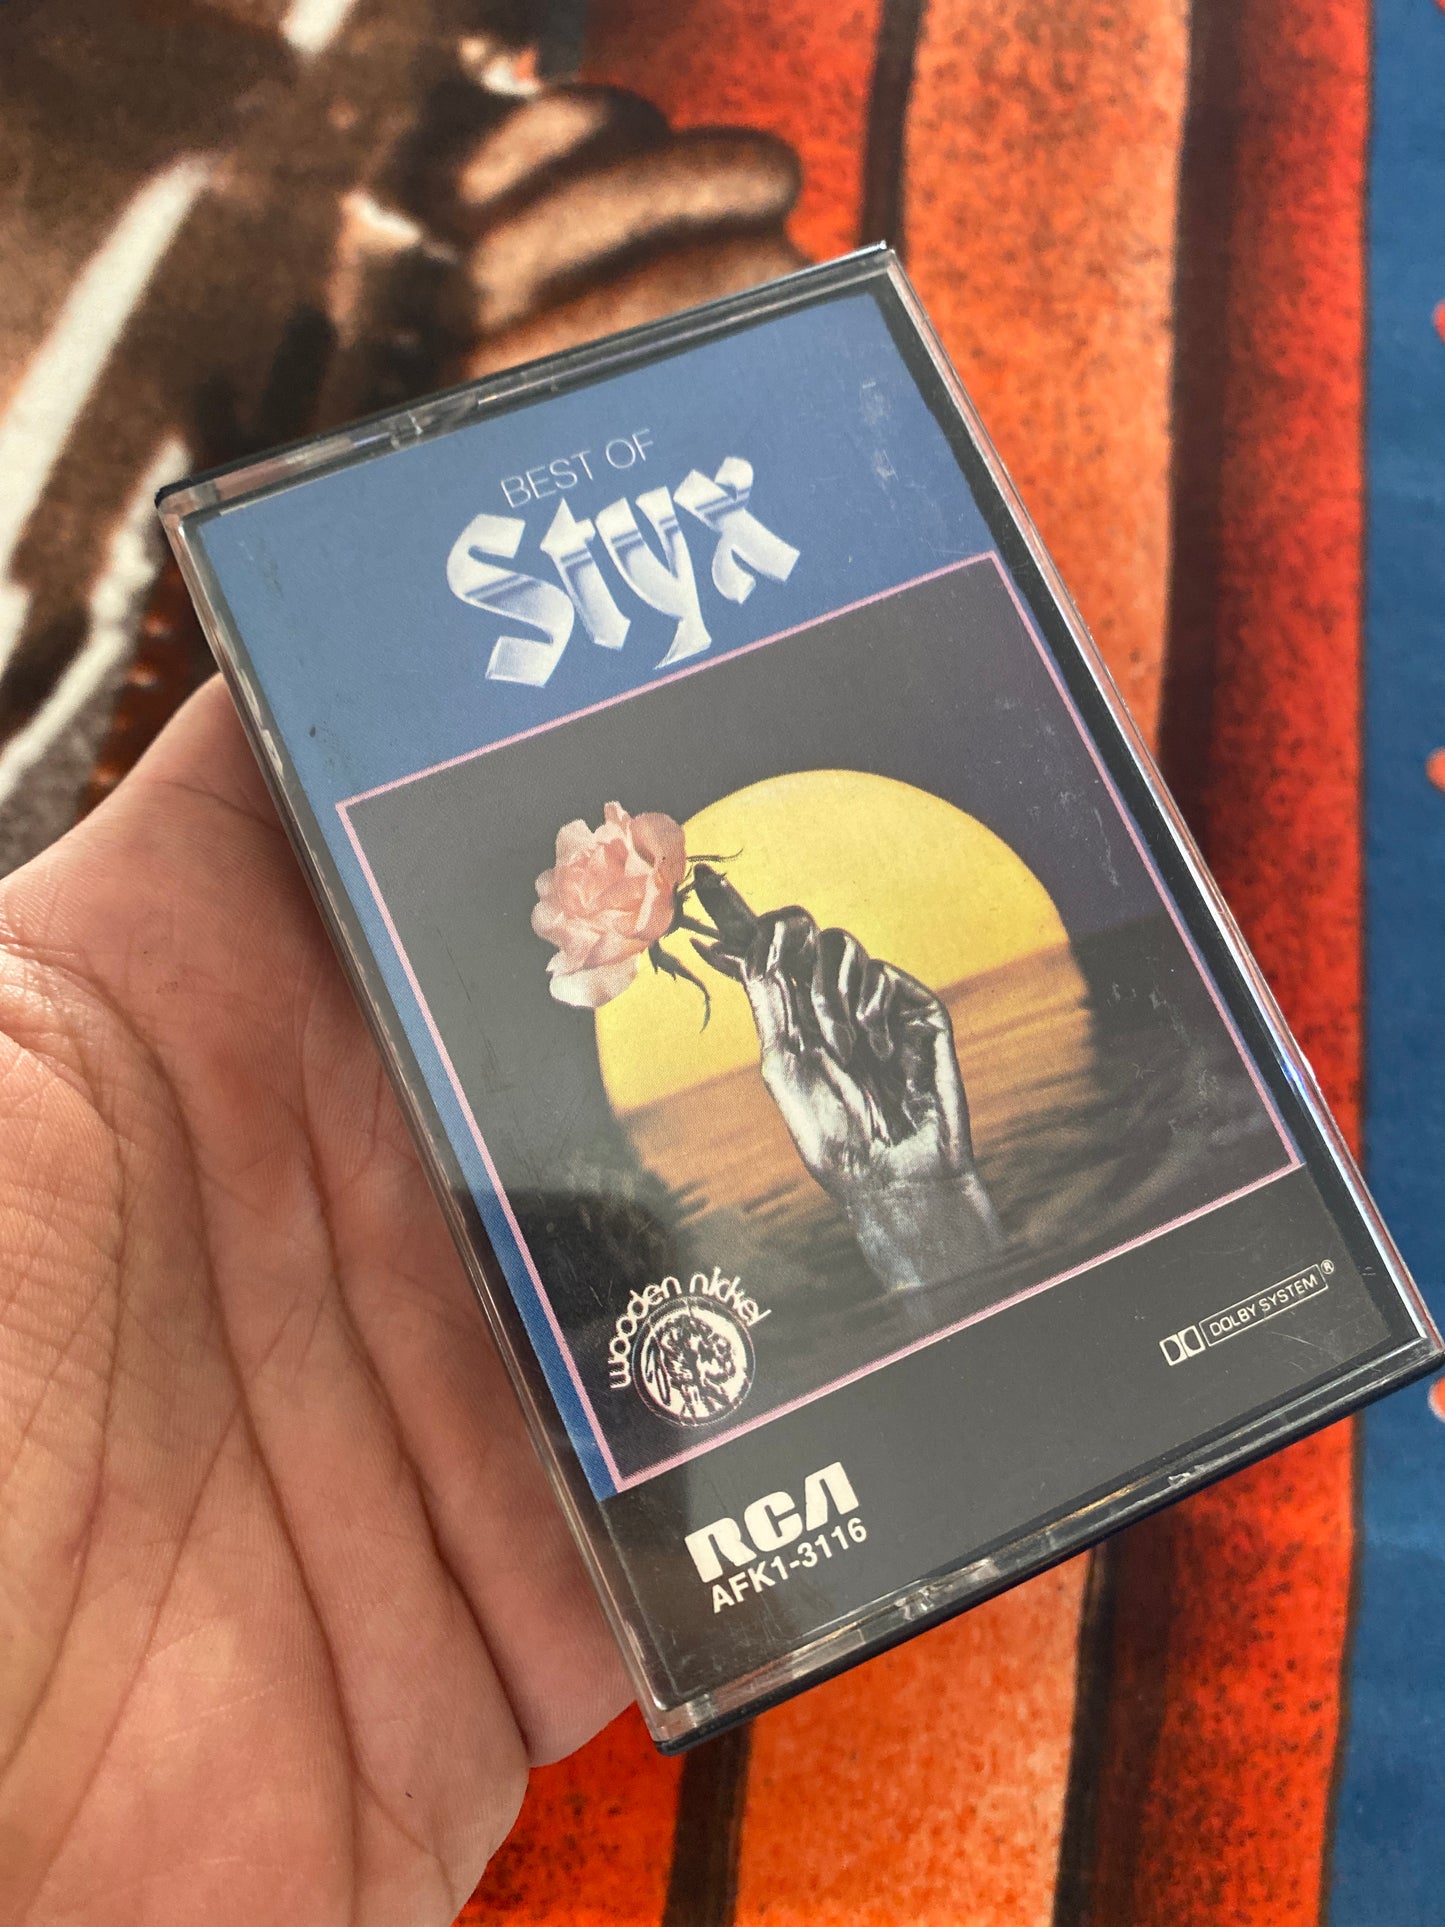 BEST OF
Styx
wooden nickel
DOLBY SYSTEM®
RCA
AFK1-3116